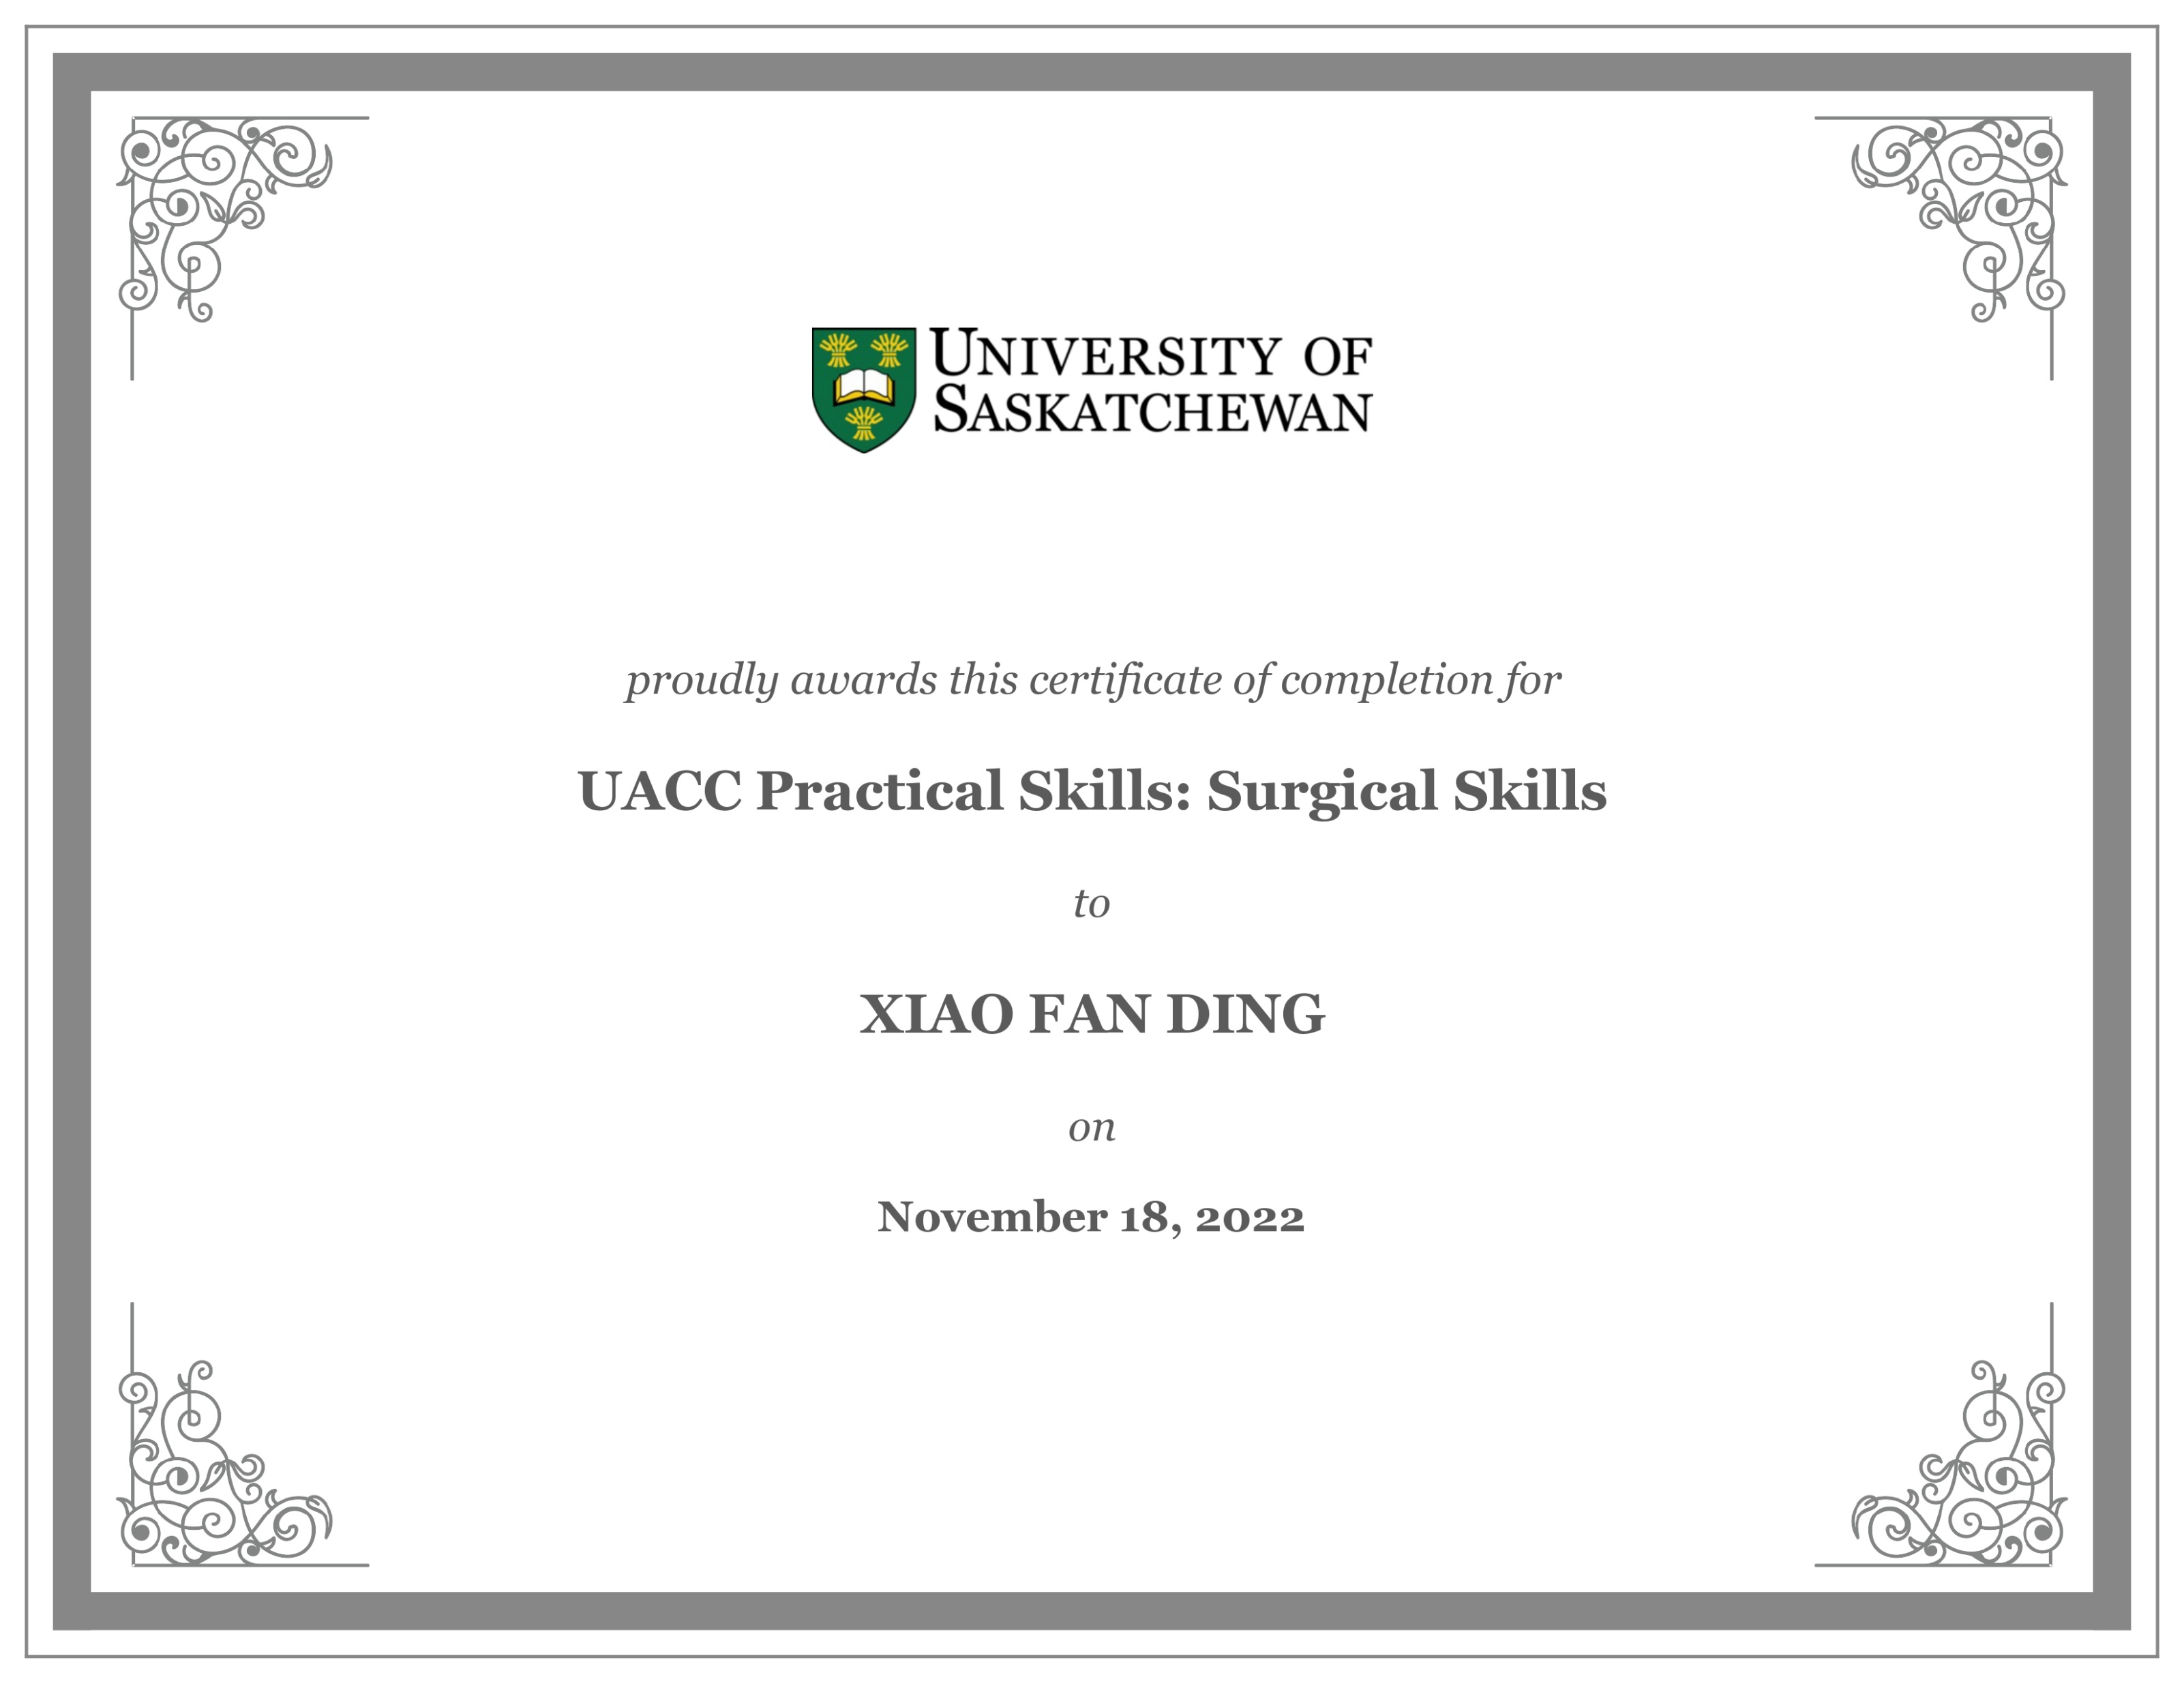 UNIVERSITY OF
SASKATCHEWAN
proudly awards this certificate of completion for
UACC Practical Skills: Surgical Skills
to
XIAO FAN DING
on
November 18, 2022